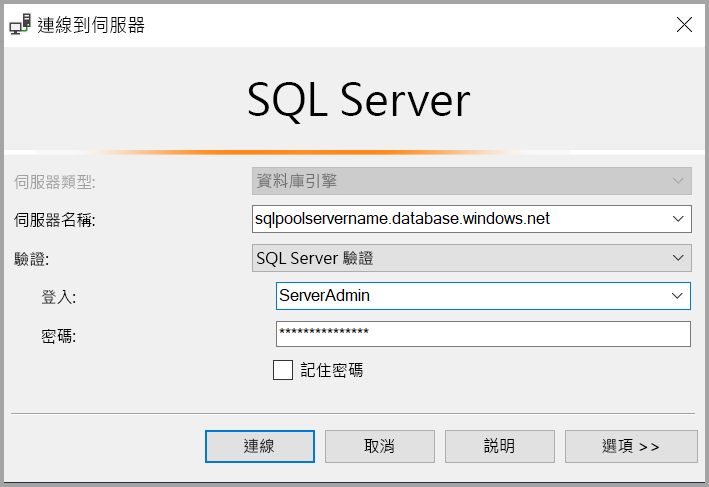 連線到伺服器
SQL Server
伺服器類型: 資料庫引擎
伺服器名稱: sqlpoolservername.database.windows.net
驗證: SQL Server 驗證
登入: ServerAdmin
密碼: ***************
記住密碼
連線 取消 説明 選項 >>